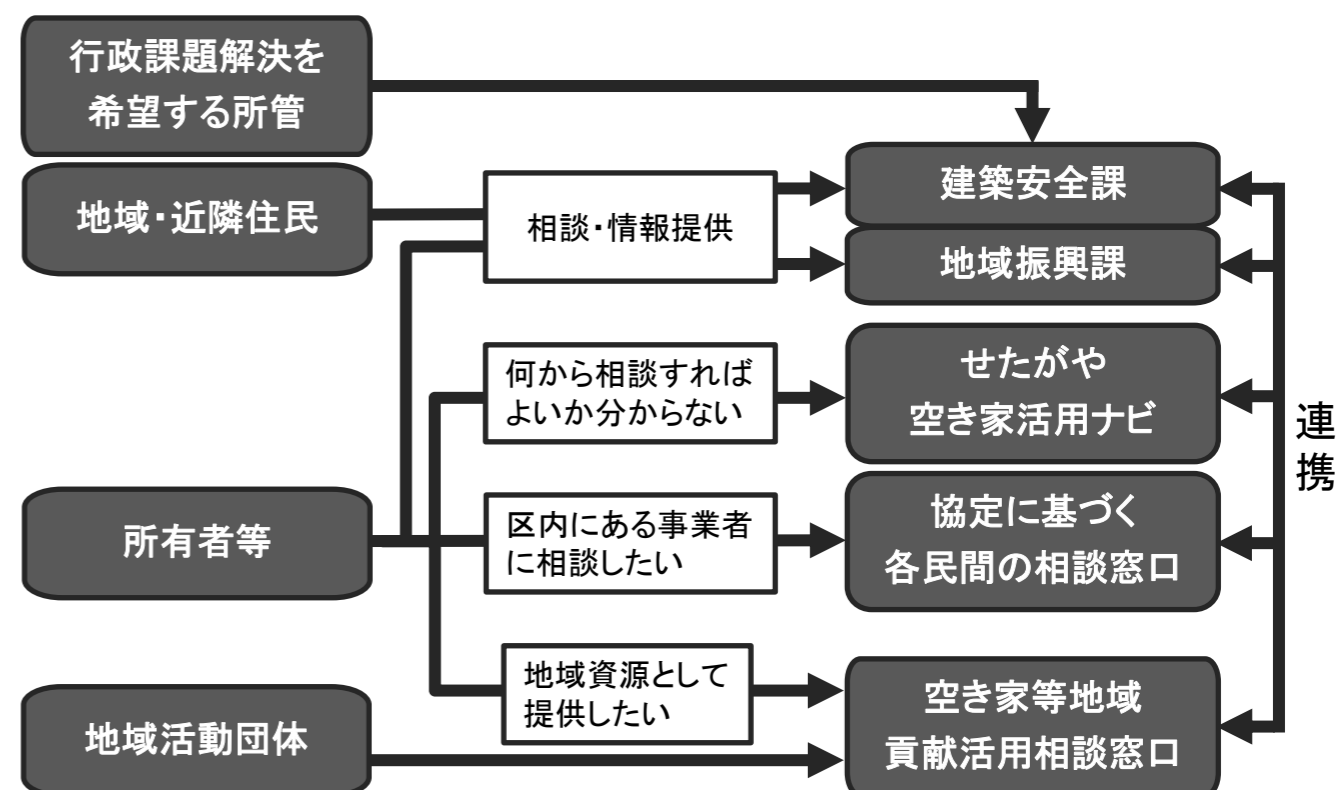 行政課題解決を
希望する所管
地域・近隣住民
所有者等
地域活動団体
相談・情報提供
何から相談すれば
よいか分からない
区内にある事業者
に相談したい
地域資源として
提供したい
建築安全課
地域振興課
せたがや
空き家活用ナビ
協定に基づく
各民間の相談窓口
空き家等地域
貢献活用相談窓口
連携